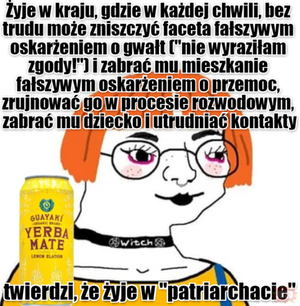 Żyje w kraju, gdzie w każdej chwili, bez
trudu może zniszczyć faceta fałszywym
oskarżeniem o gwałt ("nie wyraziłam
zgody!") i zabrać mu mieszkanie
fałszywym oskarżeniem o przemoc,
zrujnować go w procesie rozwodowym,
zabrać mu dziecko i utrudniać kontakty
GUAYAKÍ
YERBA
MATE
LEMON ELATION
Witch
twierdzi, że żyje w "patriarchacie"